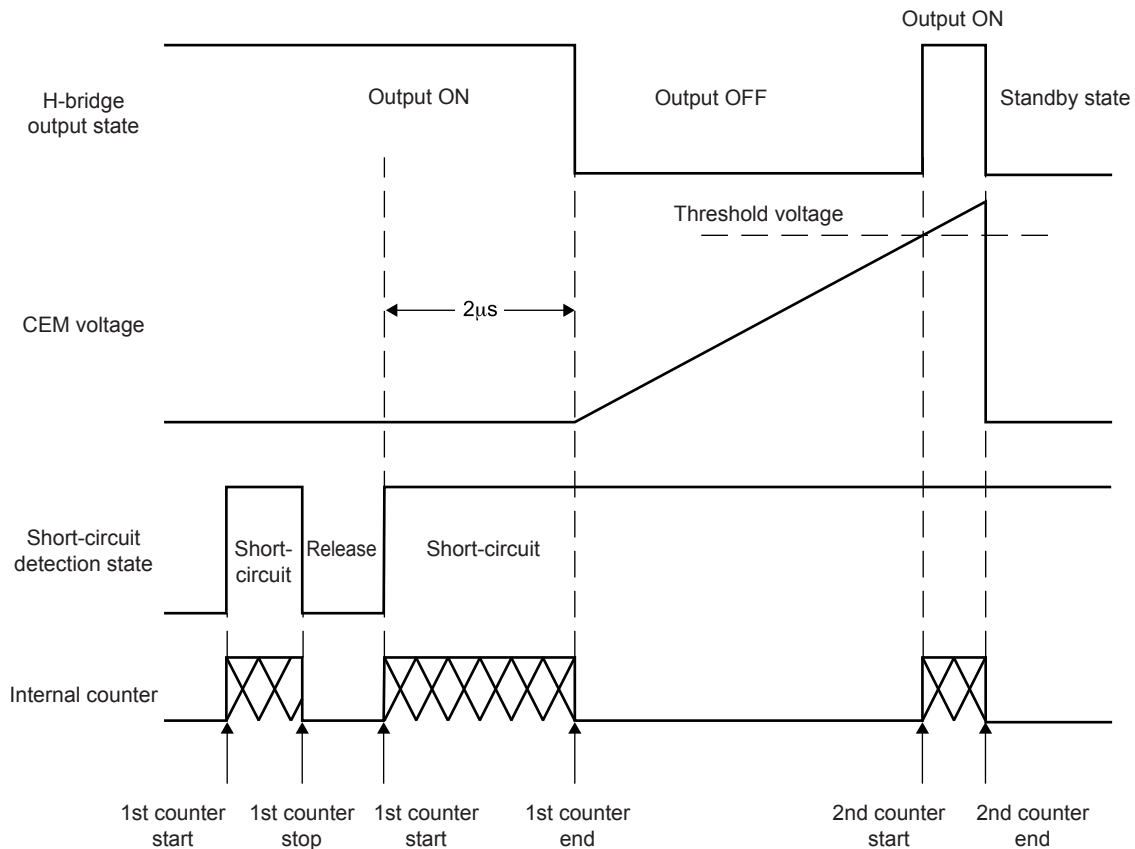 Output ON
H-bridge
output state
Output ON
Output OFF
Standby state
Threshold voltage
CEM voltage
2μs
Short-circuit
detection state
Short-
circuit
Release
Short-circuit
Internal counter
1st counter
start
1st counter
stop
1st counter
start
1st counter
end
2nd counter
start
2nd counter
end